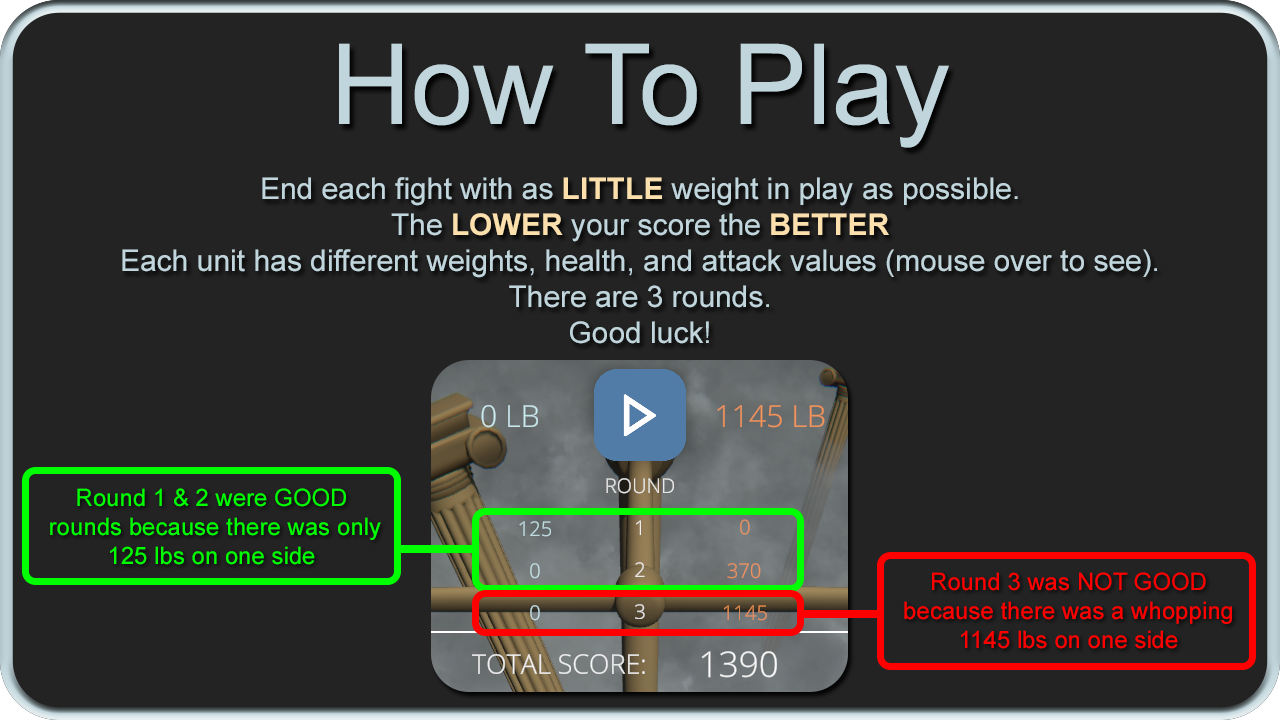 How To Play
End each fight with as LITTLE weight in play as possible.
The LOWER your score the BETTER
Each unit has different weights, health, and attack values (mouse over to see).
There are 3 rounds.
Good luck!
0 LB 1145 LB
ROUND
125 1 0
0 2 370
0 3 1145
TOTAL SCORE: 1390
Round 1 & 2 were GOOD
rounds because there was only
125 lbs on one side
Round 3 was NOT GOOD
because there was a whopping
1145 lbs on one side